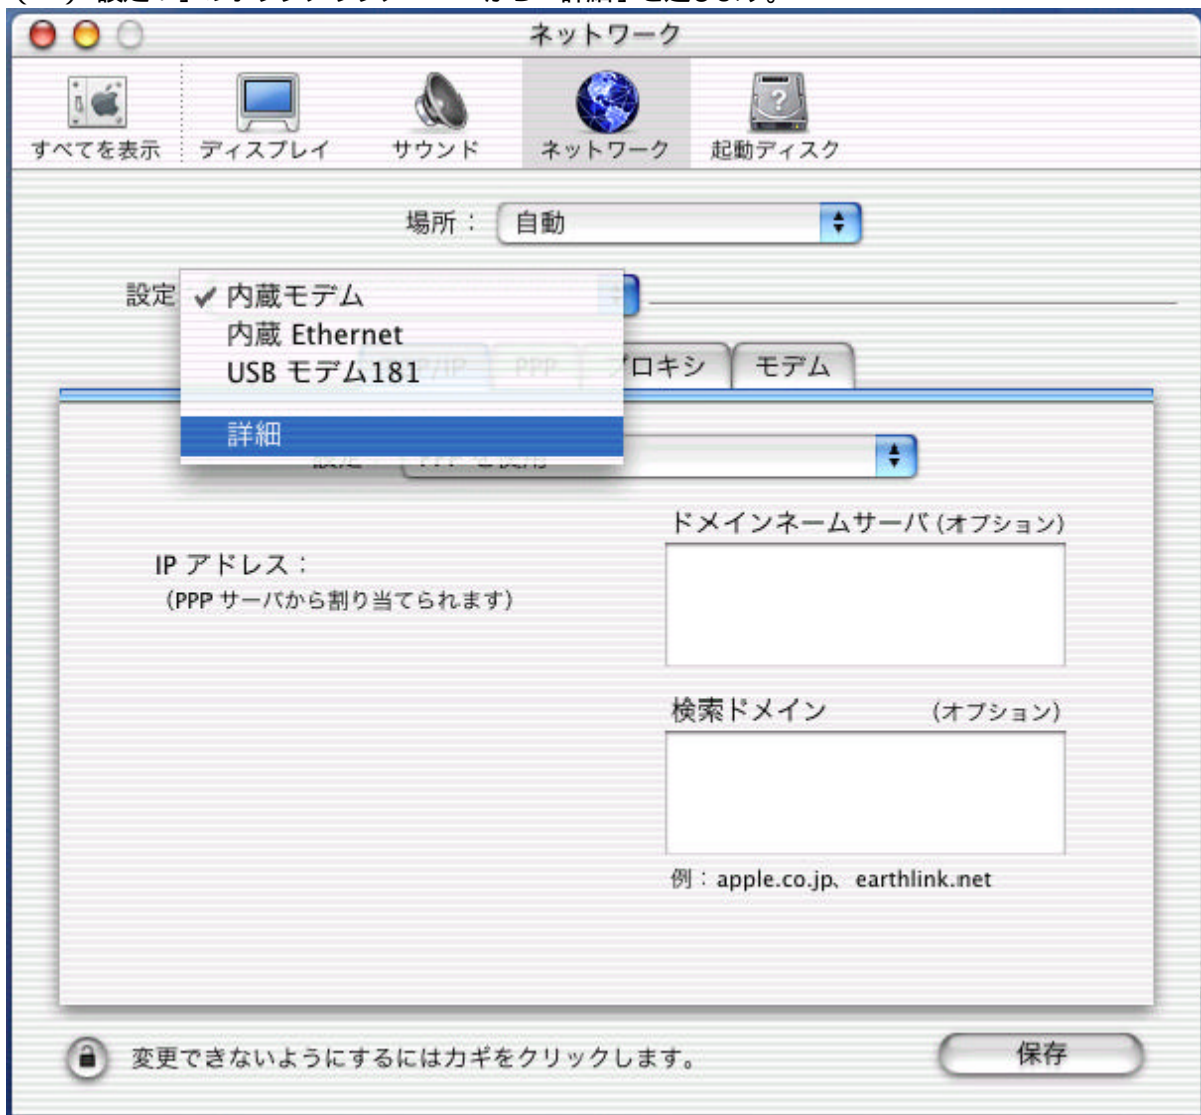 ネットワーク
すべてを表示 ディスプレイ サウンド ネットワーク 起動ディスク
場所： 自動
設定 ✓ 内蔵モデム
内蔵 Ethernet
USB モデム181
詳細
PPP プロキシ モデム
ドメインネームサーバ (オプション)
IP アドレス：
（PPP サーバから割り当てられます）
検索ドメイン (オプション)
例：apple.co.jp、earthlink.net
変更できないようにするにはカギをクリックします。
保存